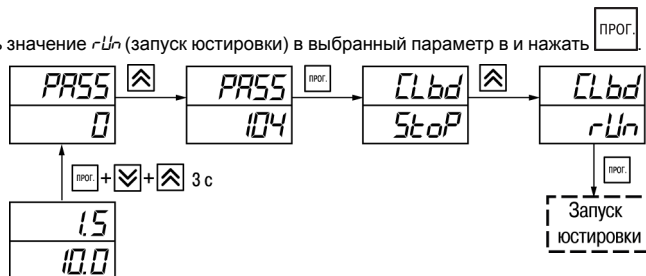 ь значение rUn (запуск юстировки) в выбранный параметр в и нажать ПРОГ.
PASS PASS CLbd CLbd
ПРОГ.
0 104 StoP rUn
ПРОГ. + + 3 с ПРОГ.
1.5 Запуск
10.0 юстировки